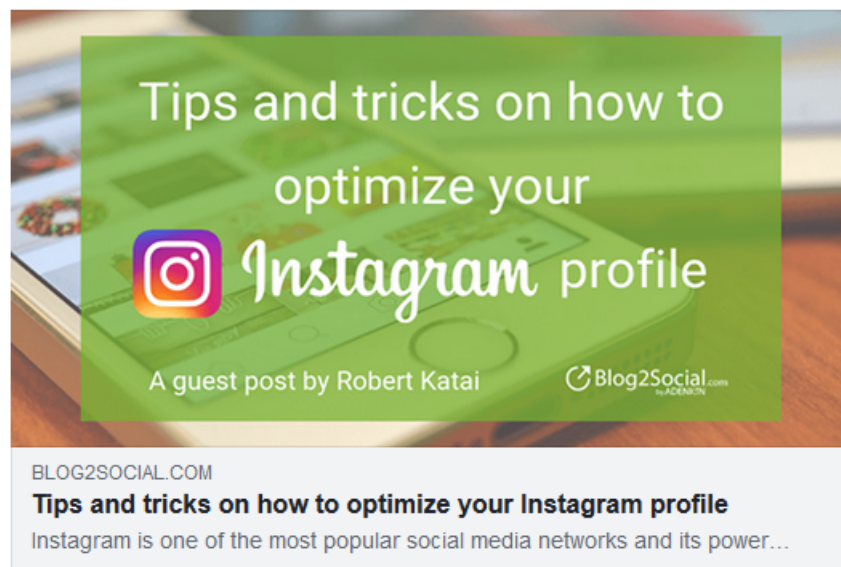 Tips and tricks on how to
optimize your
Instagram profile
A guest post by Robert Katai
Blog2Social.com
by ADENION
BLOG2SOCIAL.COM
Tips and tricks on how to optimize your Instagram profile
Instagram is one of the most popular social media networks and its power...